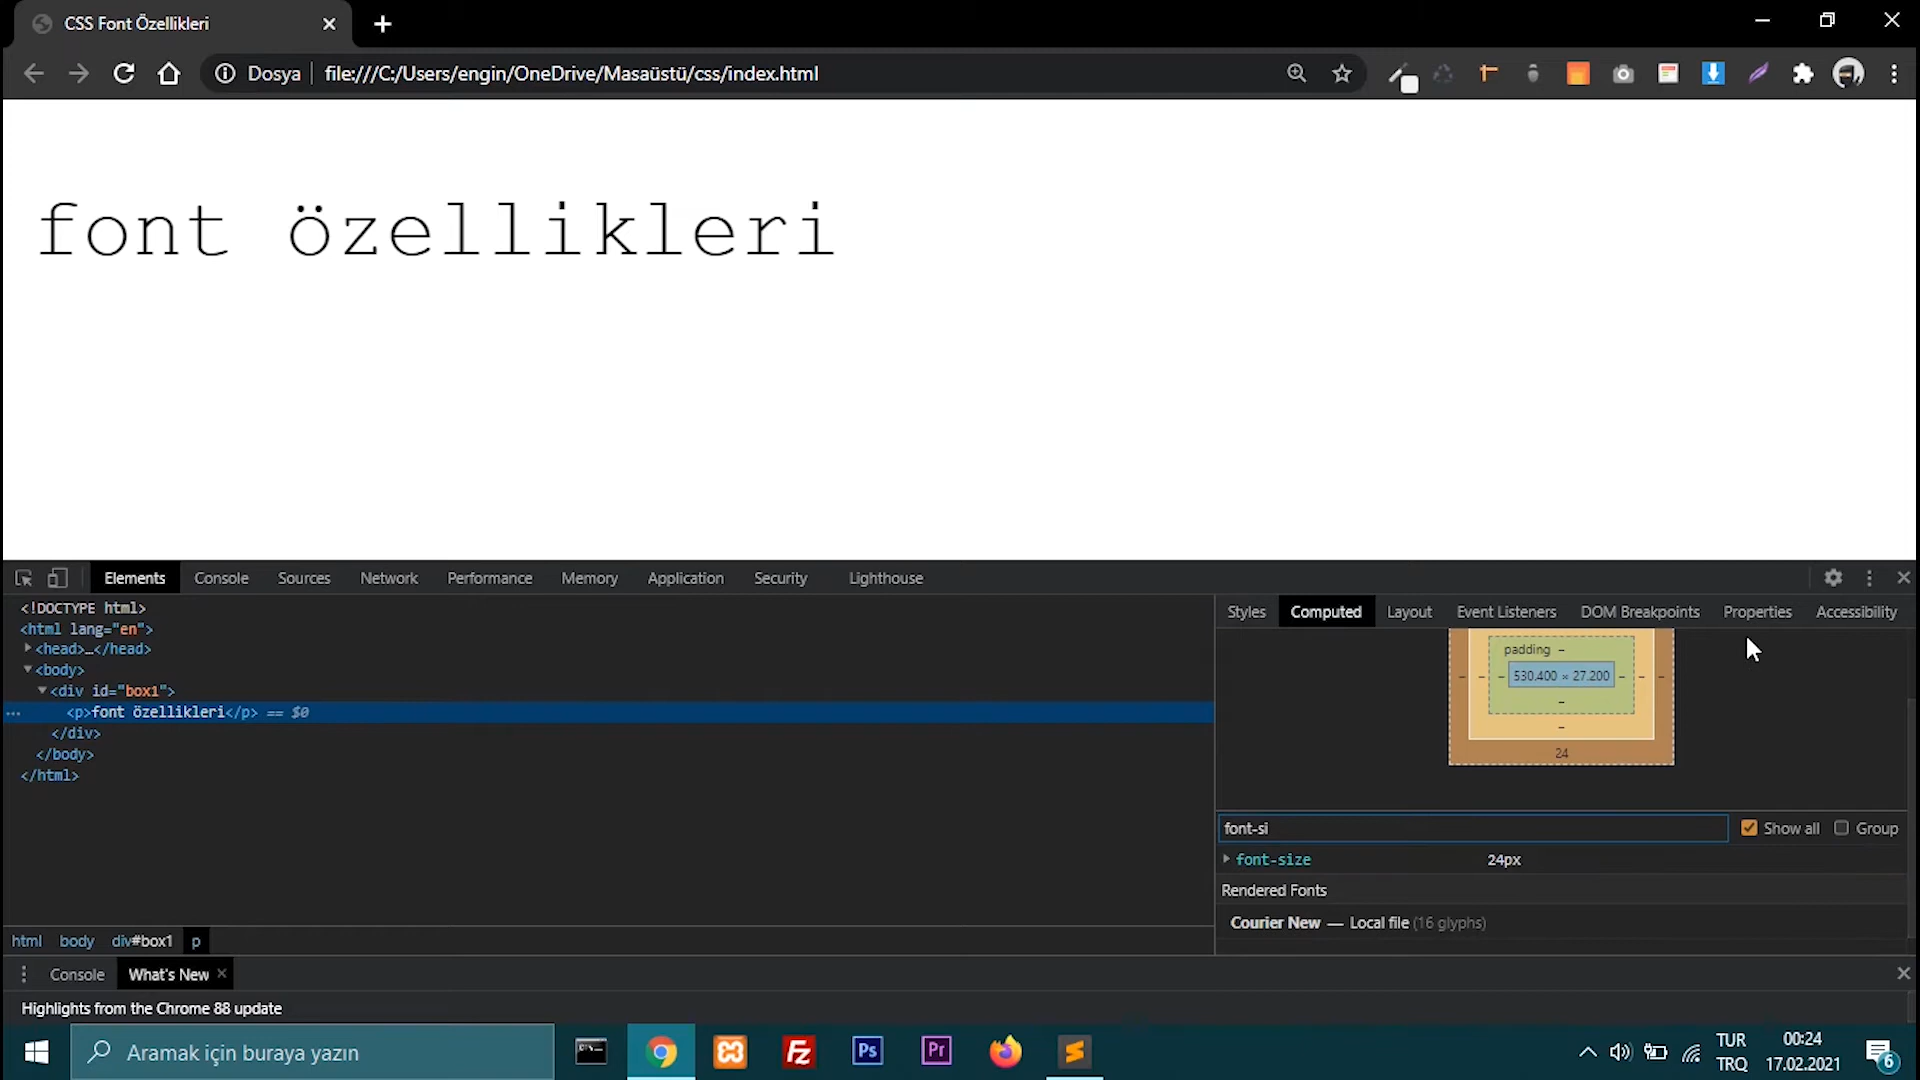 CSS Font Özellikleri
Dosya file:///C:/Users/engin/OneDrive/Masaüstü/css/index.html
font özellikleri
Elements Console Sources Network Performance Memory Application Security Lighthouse
<!DOCTYPE html>
<html lang="en">
<head>…</head>
<body>
<div id="box1">
<p>font özellikleri</p> == $0
</div>
</body>
</html>
html body div#box1 p
Styles Computed Layout Event Listeners DOM Breakpoints Properties Accessibility
padding –
– – – 530.400 × 27.200 – – –
–
–
24
font-si Show all Group
font-size 24px
Rendered Fonts
Courier New — Local file (16 glyphs)
Console What's New
Highlights from the Chrome 88 update
Aramak için buraya yazın
Fz Ps Pr
TUR
TRQ
00:24
17.02.2021
6